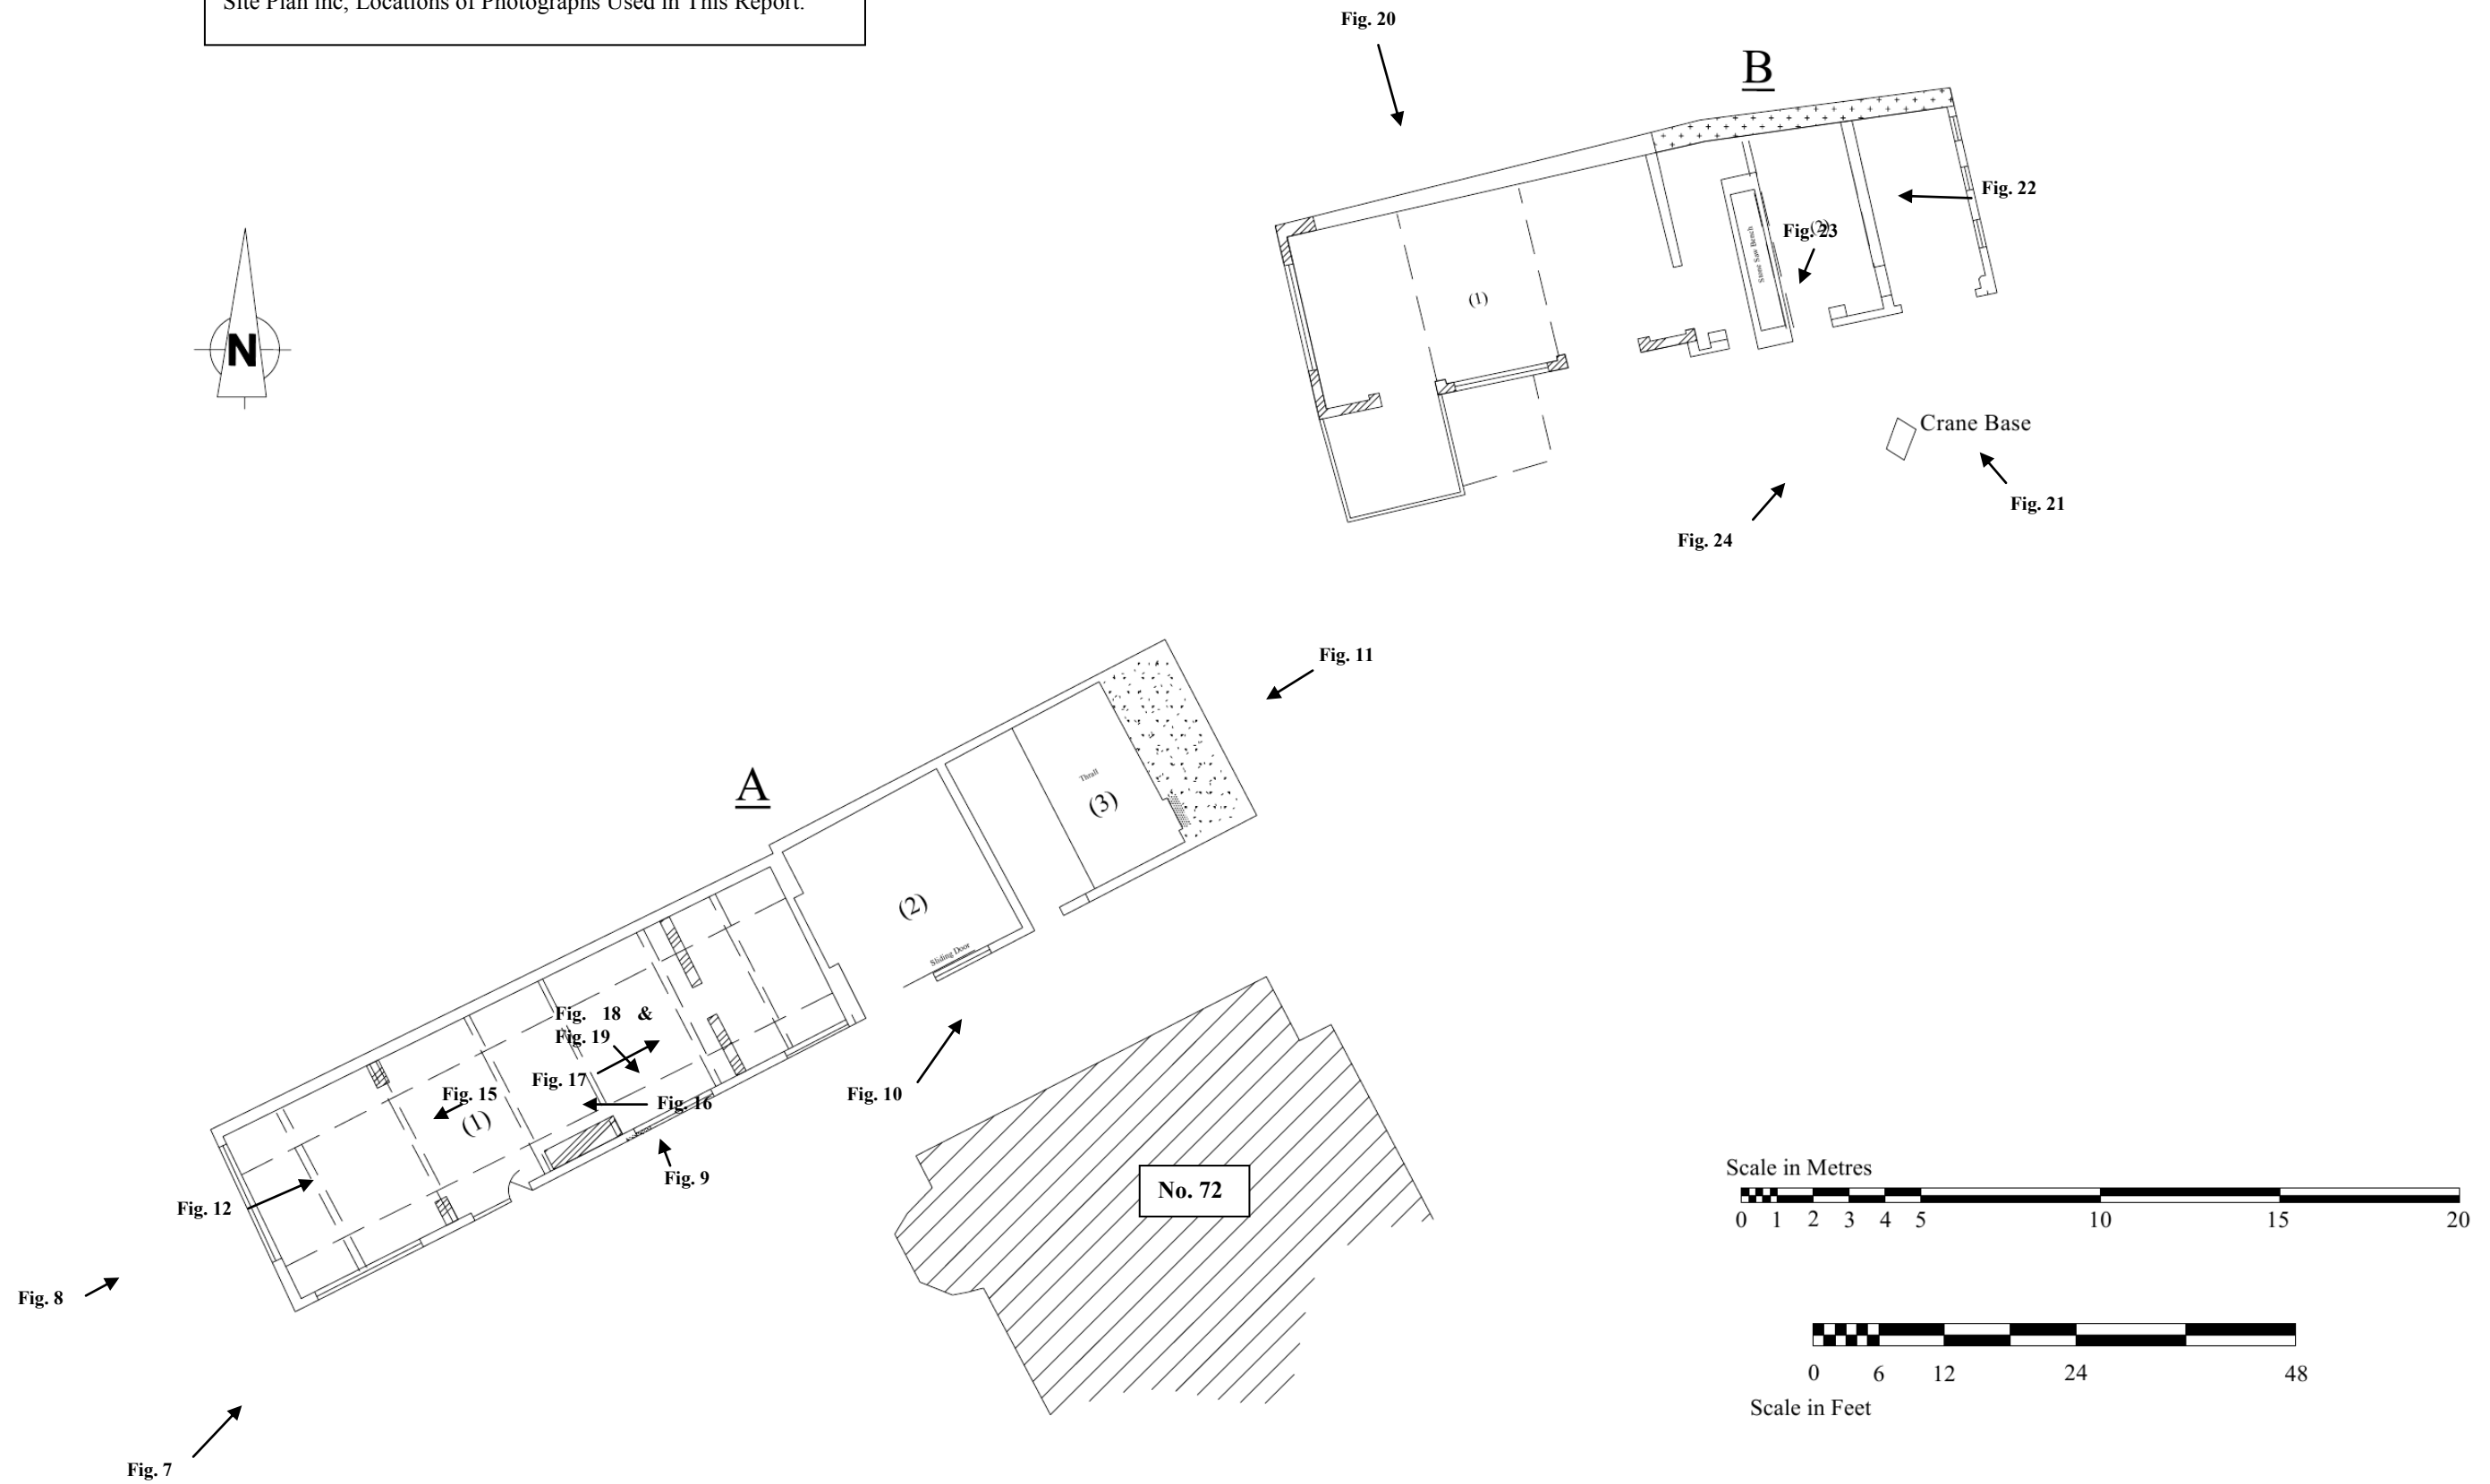 Site Plan inc, Locations of Photographs Used in This Report.
Fig. 20
B
Fig. 22
(2)
Fig. 23
Stone Saw Bench
(1)
N
Crane Base
Fig. 21
Fig. 24
Fig. 11
A
Thrall
(3)
(2)
Sliding Door
Fig. 18 &
Fig. 19
Fig. 17
Fig. 15
Fig. 16
(1)
Fig. 10
Fig. 9
Fig. 12
No. 72
Scale in Metres
0 1 2 3 4 5 10 15 20
Fig. 8
0 6 12 24 48
Scale in Feet
Fig. 7